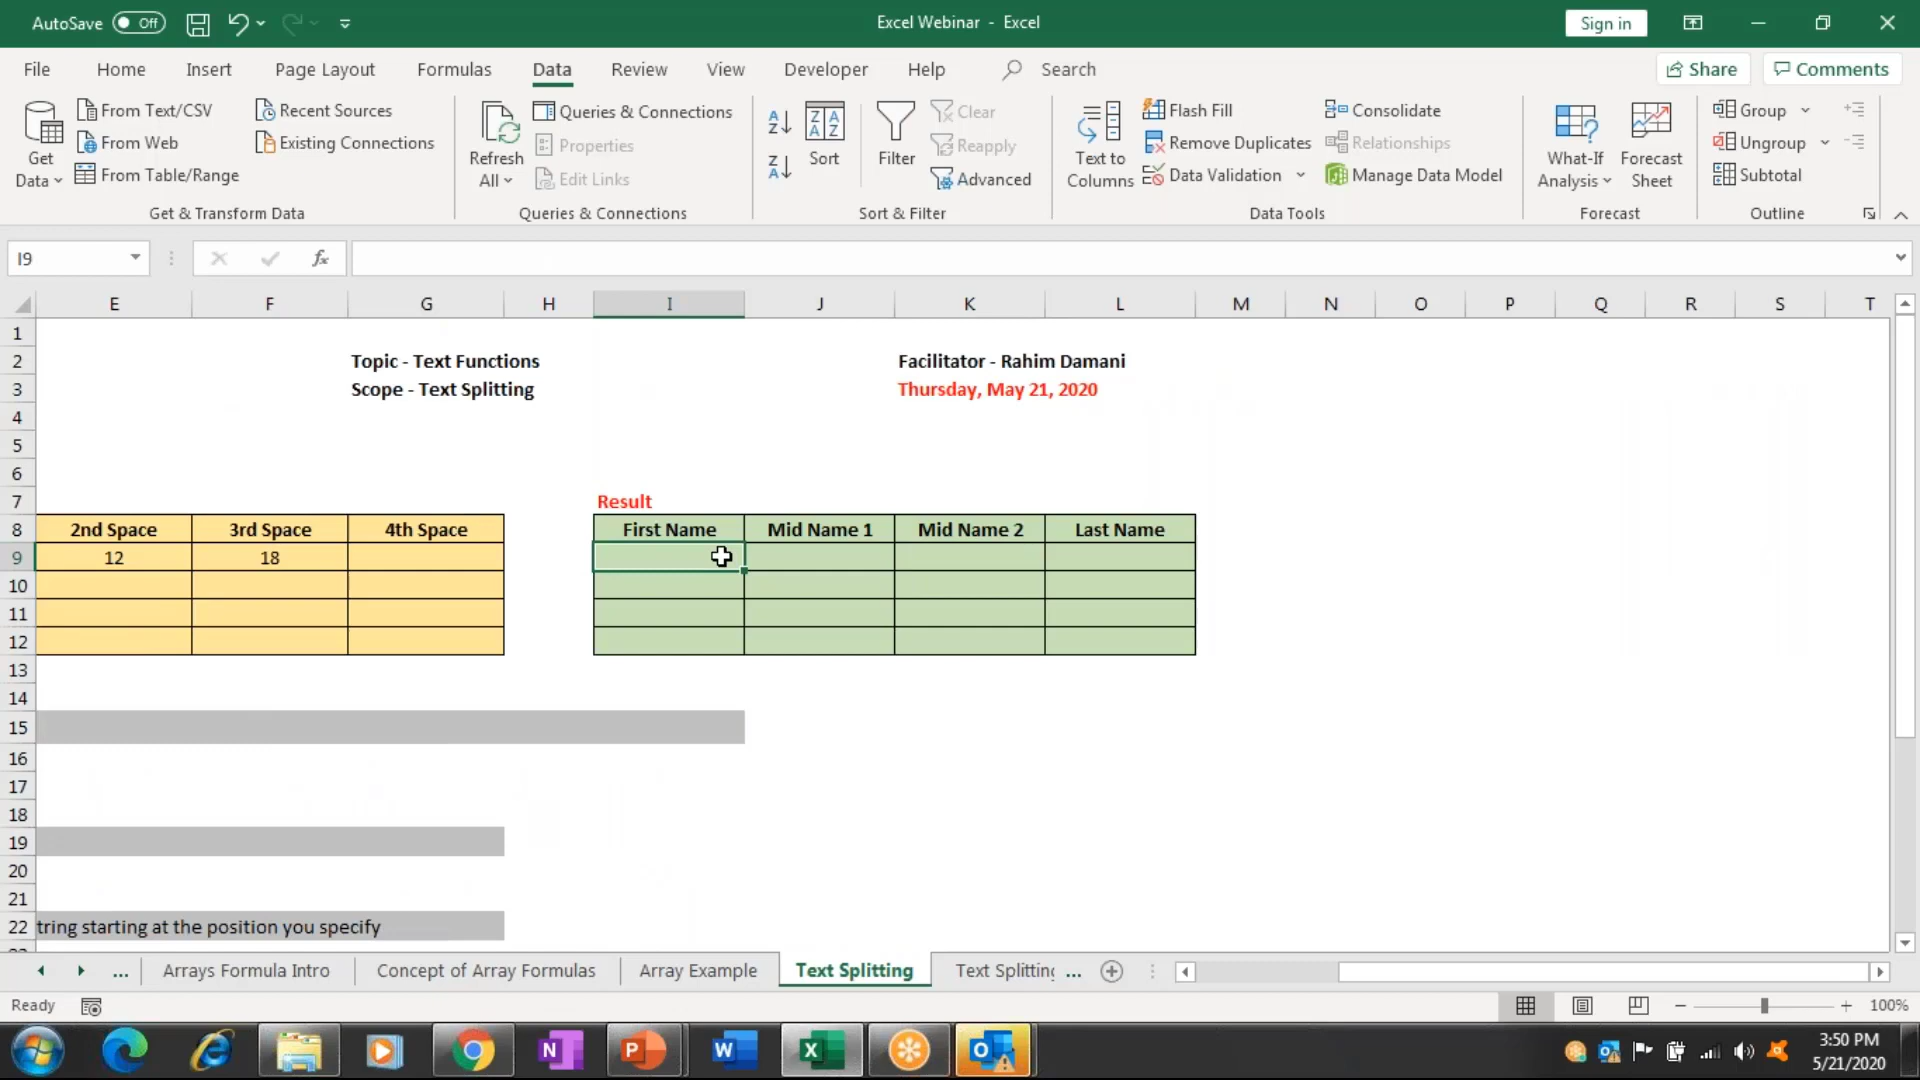 AutoSave Off
Excel Webinar - Excel
Sign in
File Home Insert Page Layout Formulas Data Review View Developer Help Search
Share Comments
Get Data
From Text/CSV
From Web
From Table/Range
Recent Sources
Existing Connections
Get & Transform Data
Refresh All
Queries & Connections
Properties
Edit Links
Queries & Connections
Sort
Filter
Clear
Reapply
Advanced
Sort & Filter
Text to Columns
Flash Fill
Remove Duplicates
Data Validation
Consolidate
Relationships
Manage Data Model
Data Tools
What-If Analysis
Forecast Sheet
Forecast
Group
Ungroup
Subtotal
Outline
I9
fx
E F G H I J K L M N O P Q R S T
1
2 Topic - Text Functions Facilitator - Rahim Damani
3 Scope - Text Splitting Thursday, May 21, 2020
4
5
6
7 Result
8 2nd Space 3rd Space 4th Space First Name Mid Name 1 Mid Name 2 Last Name
9 12 18
10
11
12
13
14
15
16
17
18
19
20
21
22 tring starting at the position you specify
... Arrays Formula Intro Concept of Array Formulas Array Example Text Splitting Text Splitting ...
Ready
100%
3:50 PM
5/21/2020